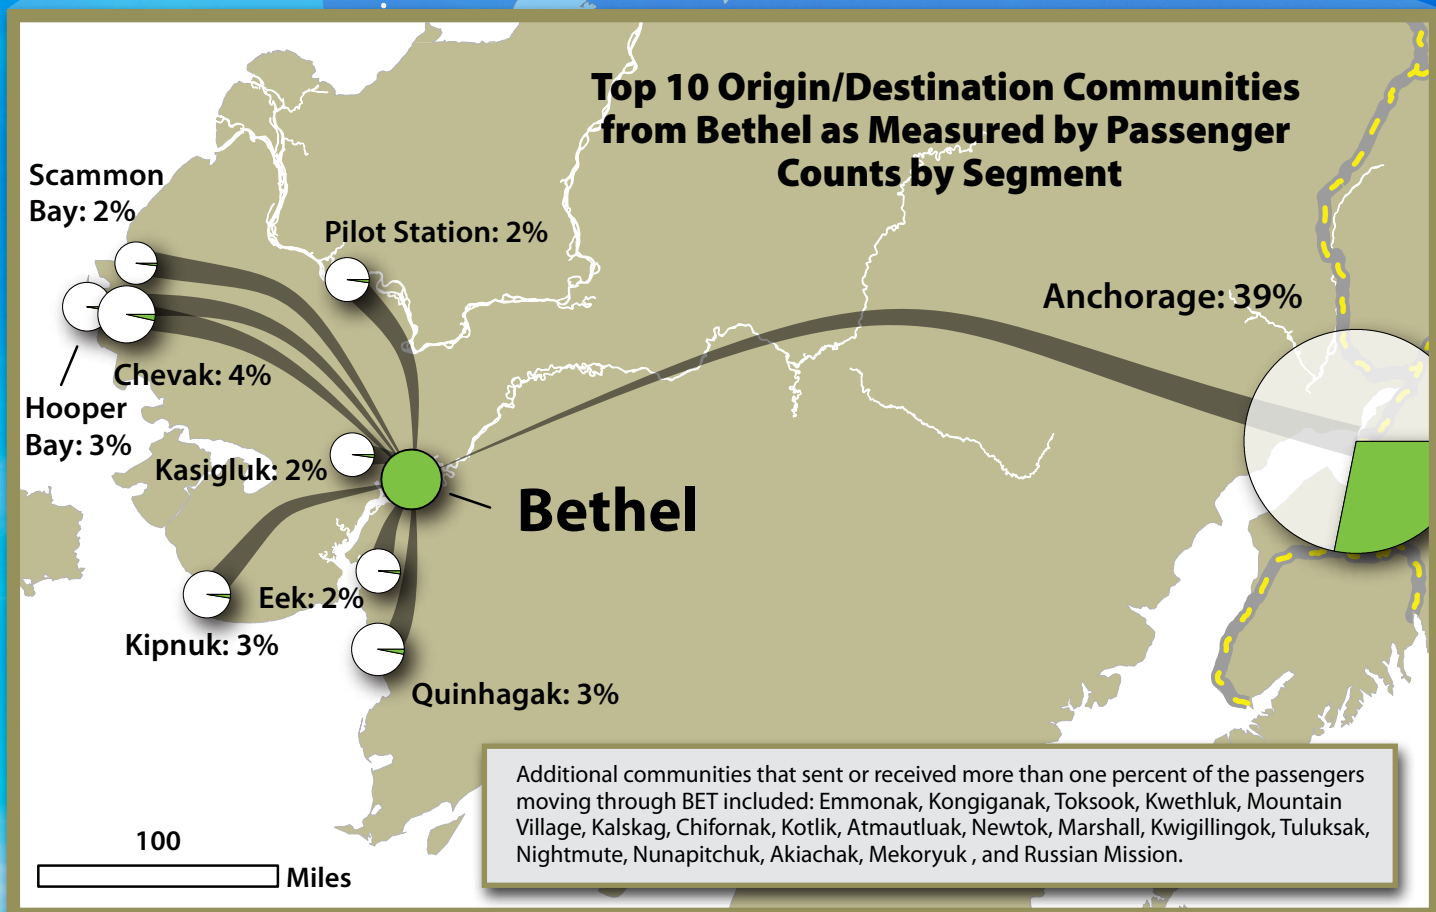 Top 10 Origin/Destination Communities
from Bethel as Measured by Passenger
Counts by Segment
Scammon
Bay: 2%
Pilot Station: 2%
Anchorage: 39%
Chevak: 4%
Hooper
Bay: 3%
Kasigluk: 2%
Bethel
Eek: 2%
Kipnuk: 3%
Quinhagak: 3%
Additional communities that sent or received more than one percent of the passengers
moving through BET included: Emmonak, Kongiganak, Toksook, Kwethluk, Mountain
Village, Kalskag, Chifornak, Kotlik, Atmautluak, Newtok, Marshall, Kwigillingok, Tuluksak,
Nightmute, Nunapitchuk, Akiachak, Mekoryuk , and Russian Mission.
100
Miles